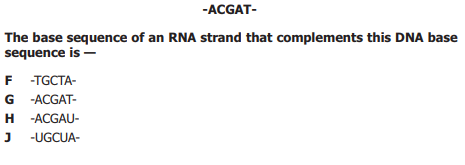 -ACGAT-
The base sequence of an RNA strand that complements this DNA base
sequence is —
F -TGCTA-
G -ACGAT-
H -ACGAU-
J -UGCUA-